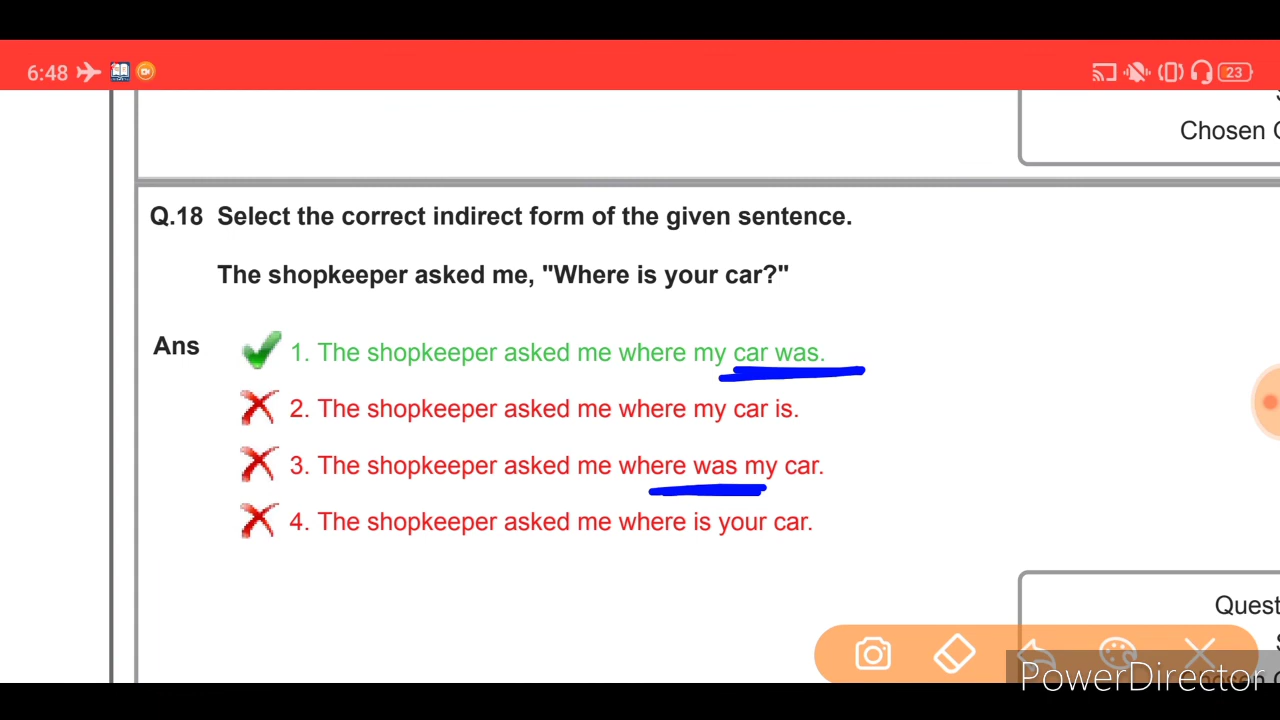 6:48
23
Chosen
Q.18 Select the correct indirect form of the given sentence.
The shopkeeper asked me, "Where is your car?"
Ans
1. The shopkeeper asked me where my car was.
2. The shopkeeper asked me where my car is.
3. The shopkeeper asked me where was my car.
4. The shopkeeper asked me where is your car.
PowerDirector